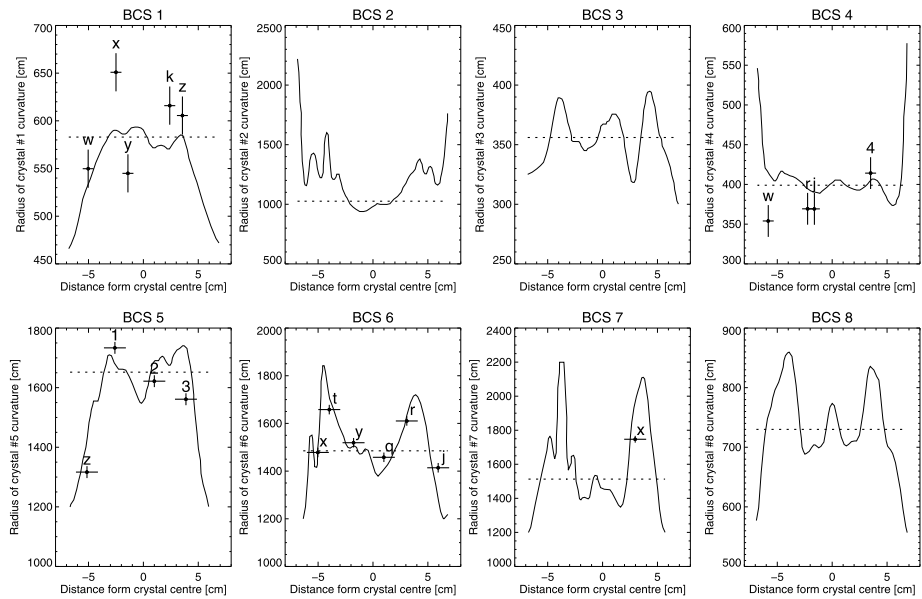 BCS 1
700
650
600
550
500
450
Radius of crystal #1 curvature [cm]
x
k
z
w
y
−5 0 5
Distance form crystal centre [cm]
BCS 2
2500
2000
1500
1000
500
Radius of crystal #2 curvature [cm]
−5 0 5
Distance form crystal centre [cm]
BCS 3
450
400
350
300
250
Radius of crystal #3 curvature [cm]
−5 0 5
Distance form crystal centre [cm]
BCS 4
600
550
500
450
400
350
300
Radius of crystal #4 curvature [cm]
4
w
r j
−5 0 5
Distance form crystal centre [cm]
BCS 5
1800
1600
1400
1200
1000
Radius of crystal #5 curvature [cm]
1
2
3
z
−5 0 5
Distance form crystal centre [cm]
BCS 6
2000
1800
1600
1400
1200
1000
Radius of crystal #6 curvature [cm]
t
r
y
x
q
j
−5 0 5
Distance form crystal centre [cm]
BCS 7
2400
2200
2000
1800
1600
1400
1200
1000
Radius of crystal #7 curvature [cm]
x
−5 0 5
Distance form crystal centre [cm]
BCS 8
900
800
700
600
500
Radius of crystal #8 curvature [cm]
−5 0 5
Distance form crystal centre [cm]